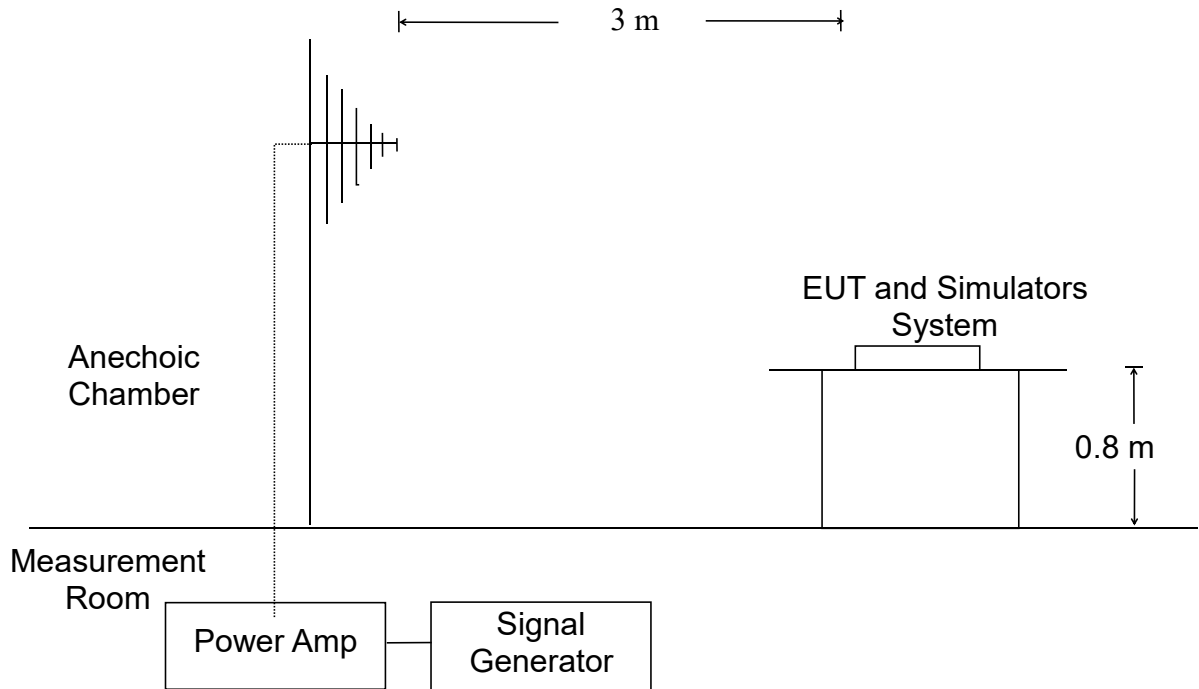 3 m
EUT and Simulators
System
Anechoic
Chamber
0.8 m
Measurement
Room
Power Amp
Signal
Generator